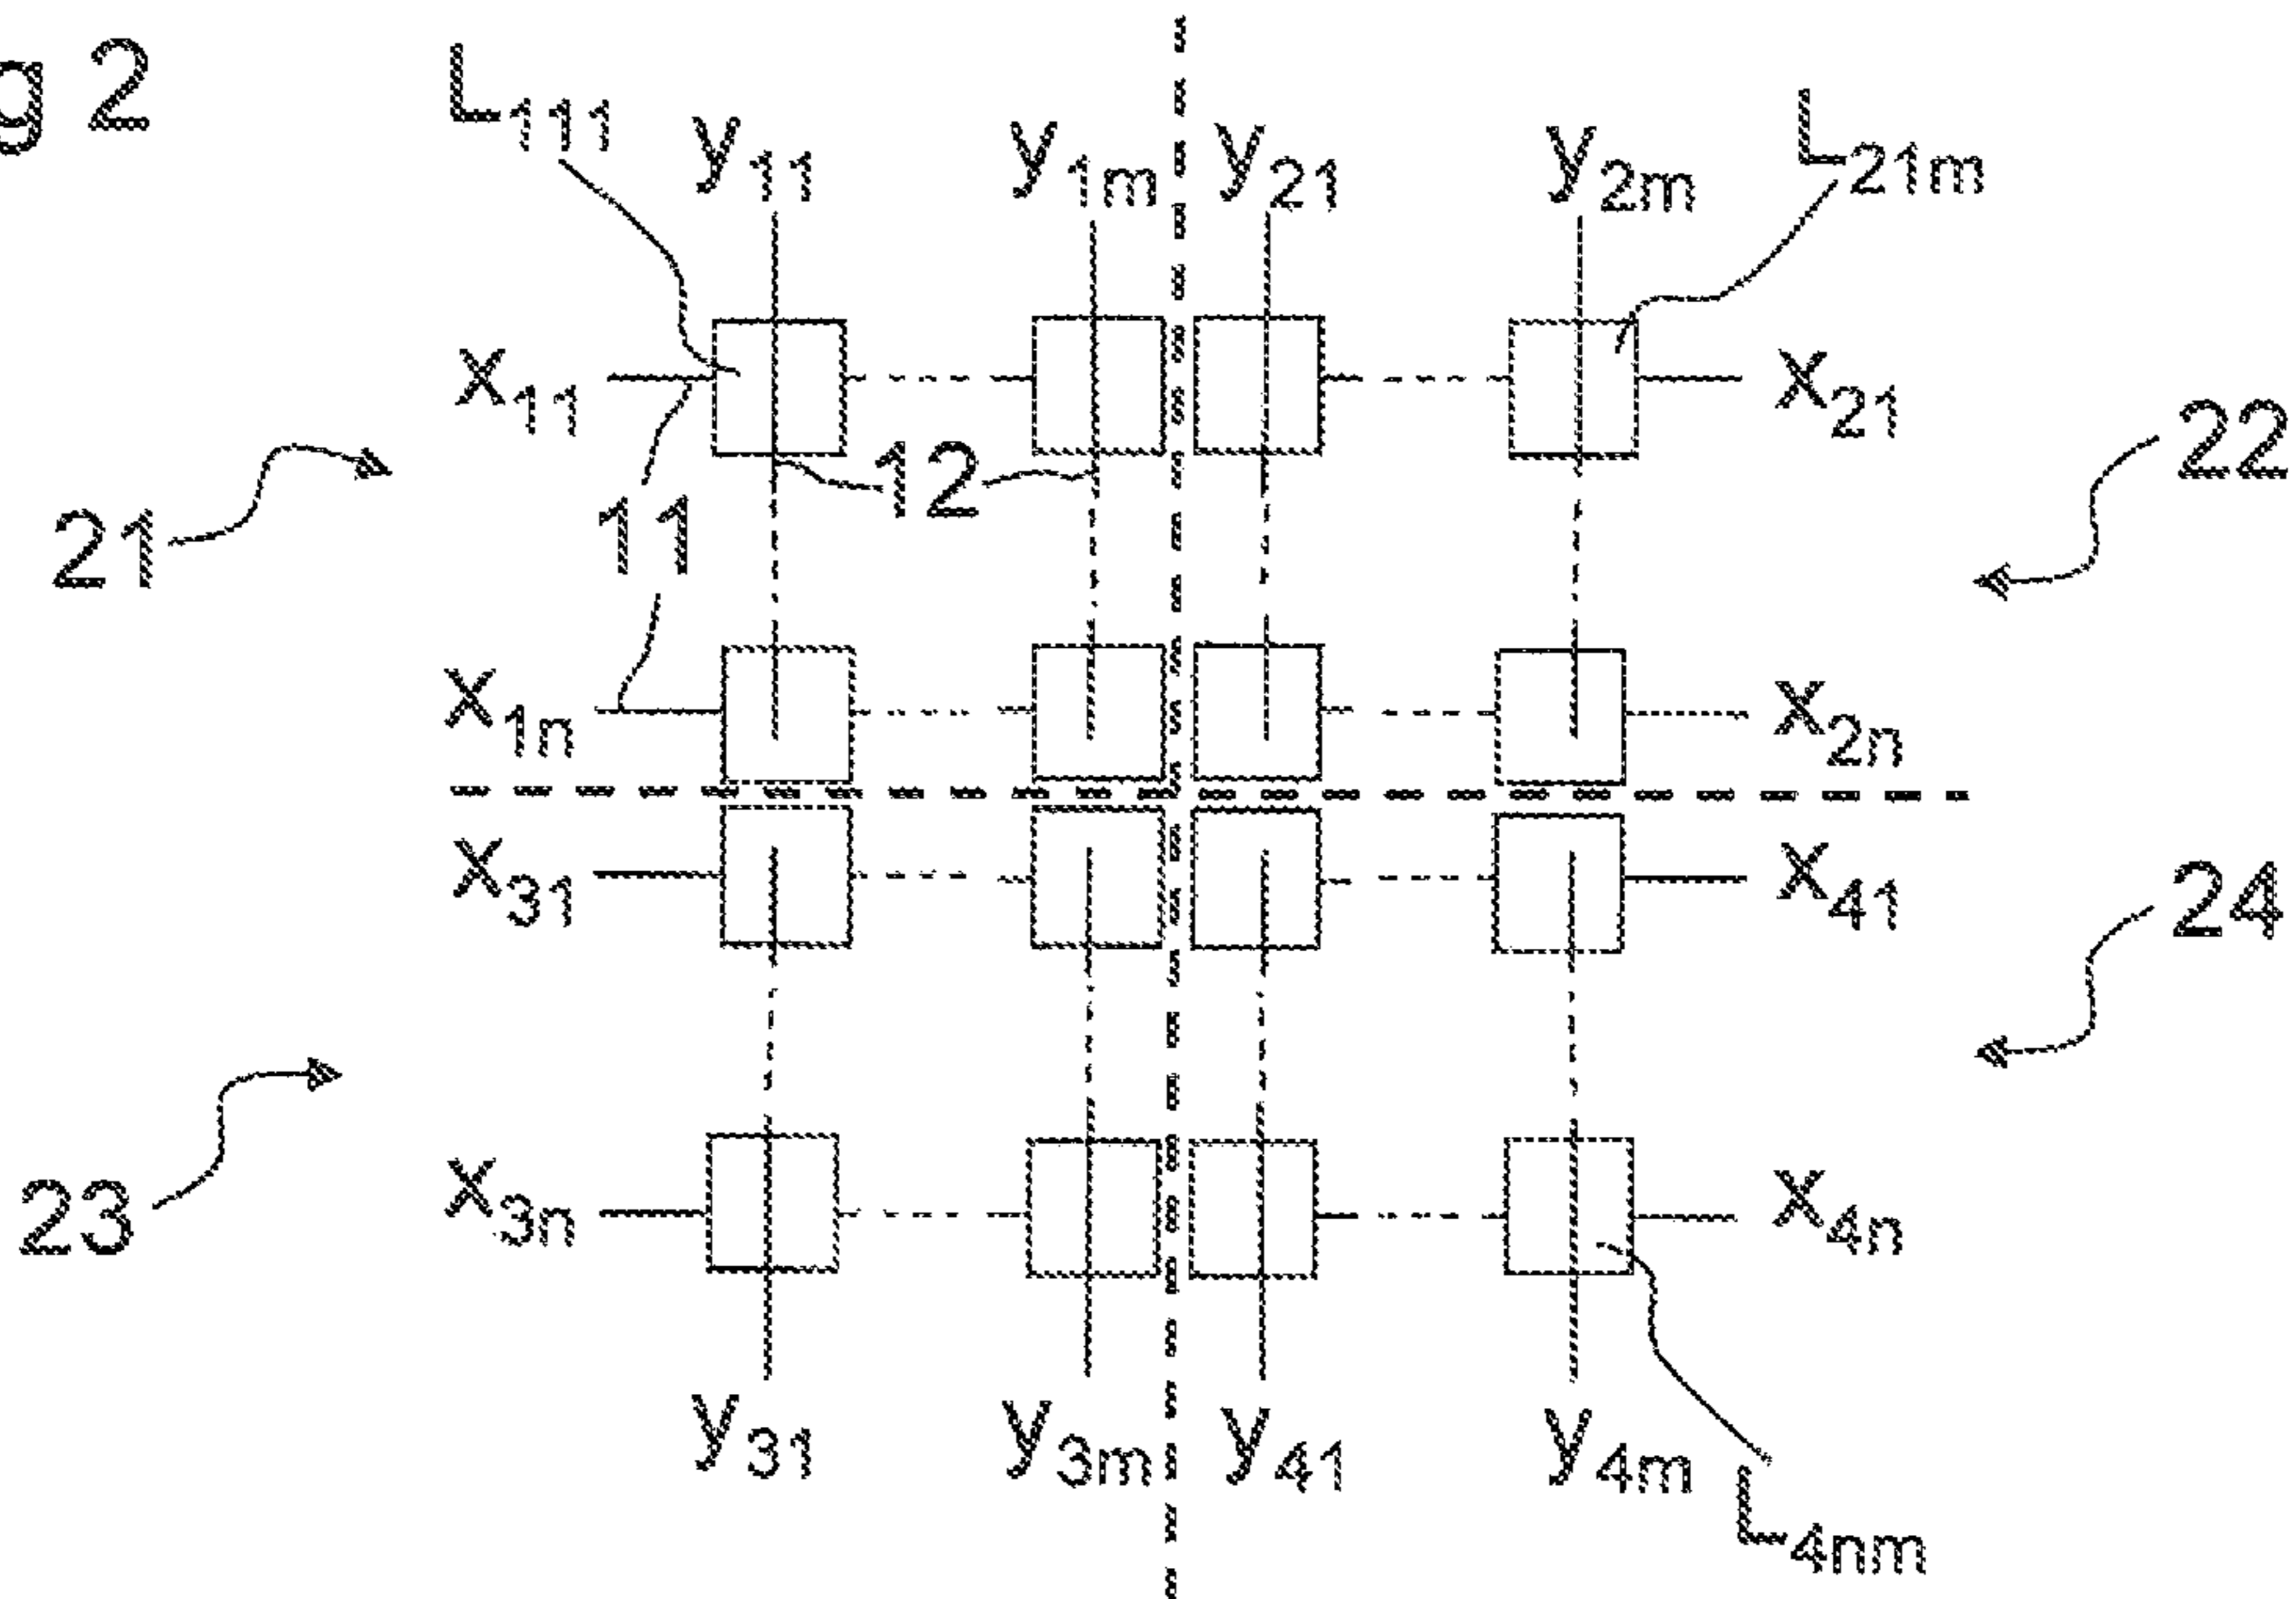 g 2
L111 y11 y1m y21 y2m L21m
x11 x21
21 11 12 22
x1n x2n
x31 x41
24
23 x3n x4n
y31 y3m y41 y4m
L4nm